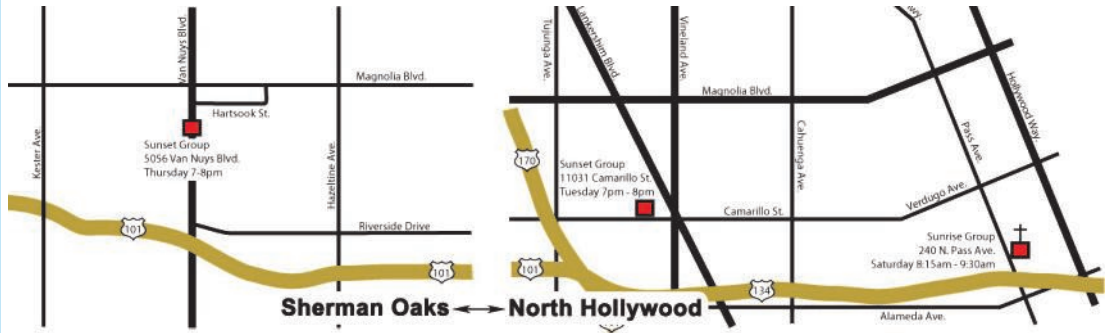 Van Nuys Blvd
Magnolia Blvd.
Hartsook St.
Kester Ave.
Hazeltine Ave.
Sunset Group
5056 Van Nuys Blvd.
Thursday 7-8pm
101
Riverside Drive
101
Sherman Oaks
Tujunga Ave.
Lankershim Blvd
Vineland Ave.
Magnolia Blvd.
Cahuenga Ave
Hollywood Way.
Pass Ave.
170
Sunset Group
11031 Camarillo St.
Tuesday 7pm - 8pm
Camarillo St.
Verdugo Ave.
Sunrise Group
240 N. Pass Ave.
Saturday 8:15am - 9:30am
101
134
North Hollywood
Alameda Ave.